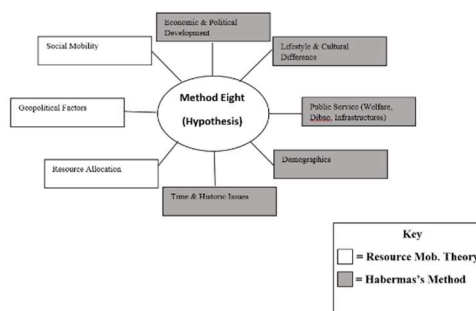 Economic & Political
Development
Social Mobility
Lifestyle & Cultural
Difference
Method Eight
(Hypothesis)
Geopolitical Factors
Public Service (Welfare,
Dibao, Infrastructures)
Resource Allocation
Demographics
Time & Historic Issues
Key
= Resource Mob. Theory
= Habermas's Method